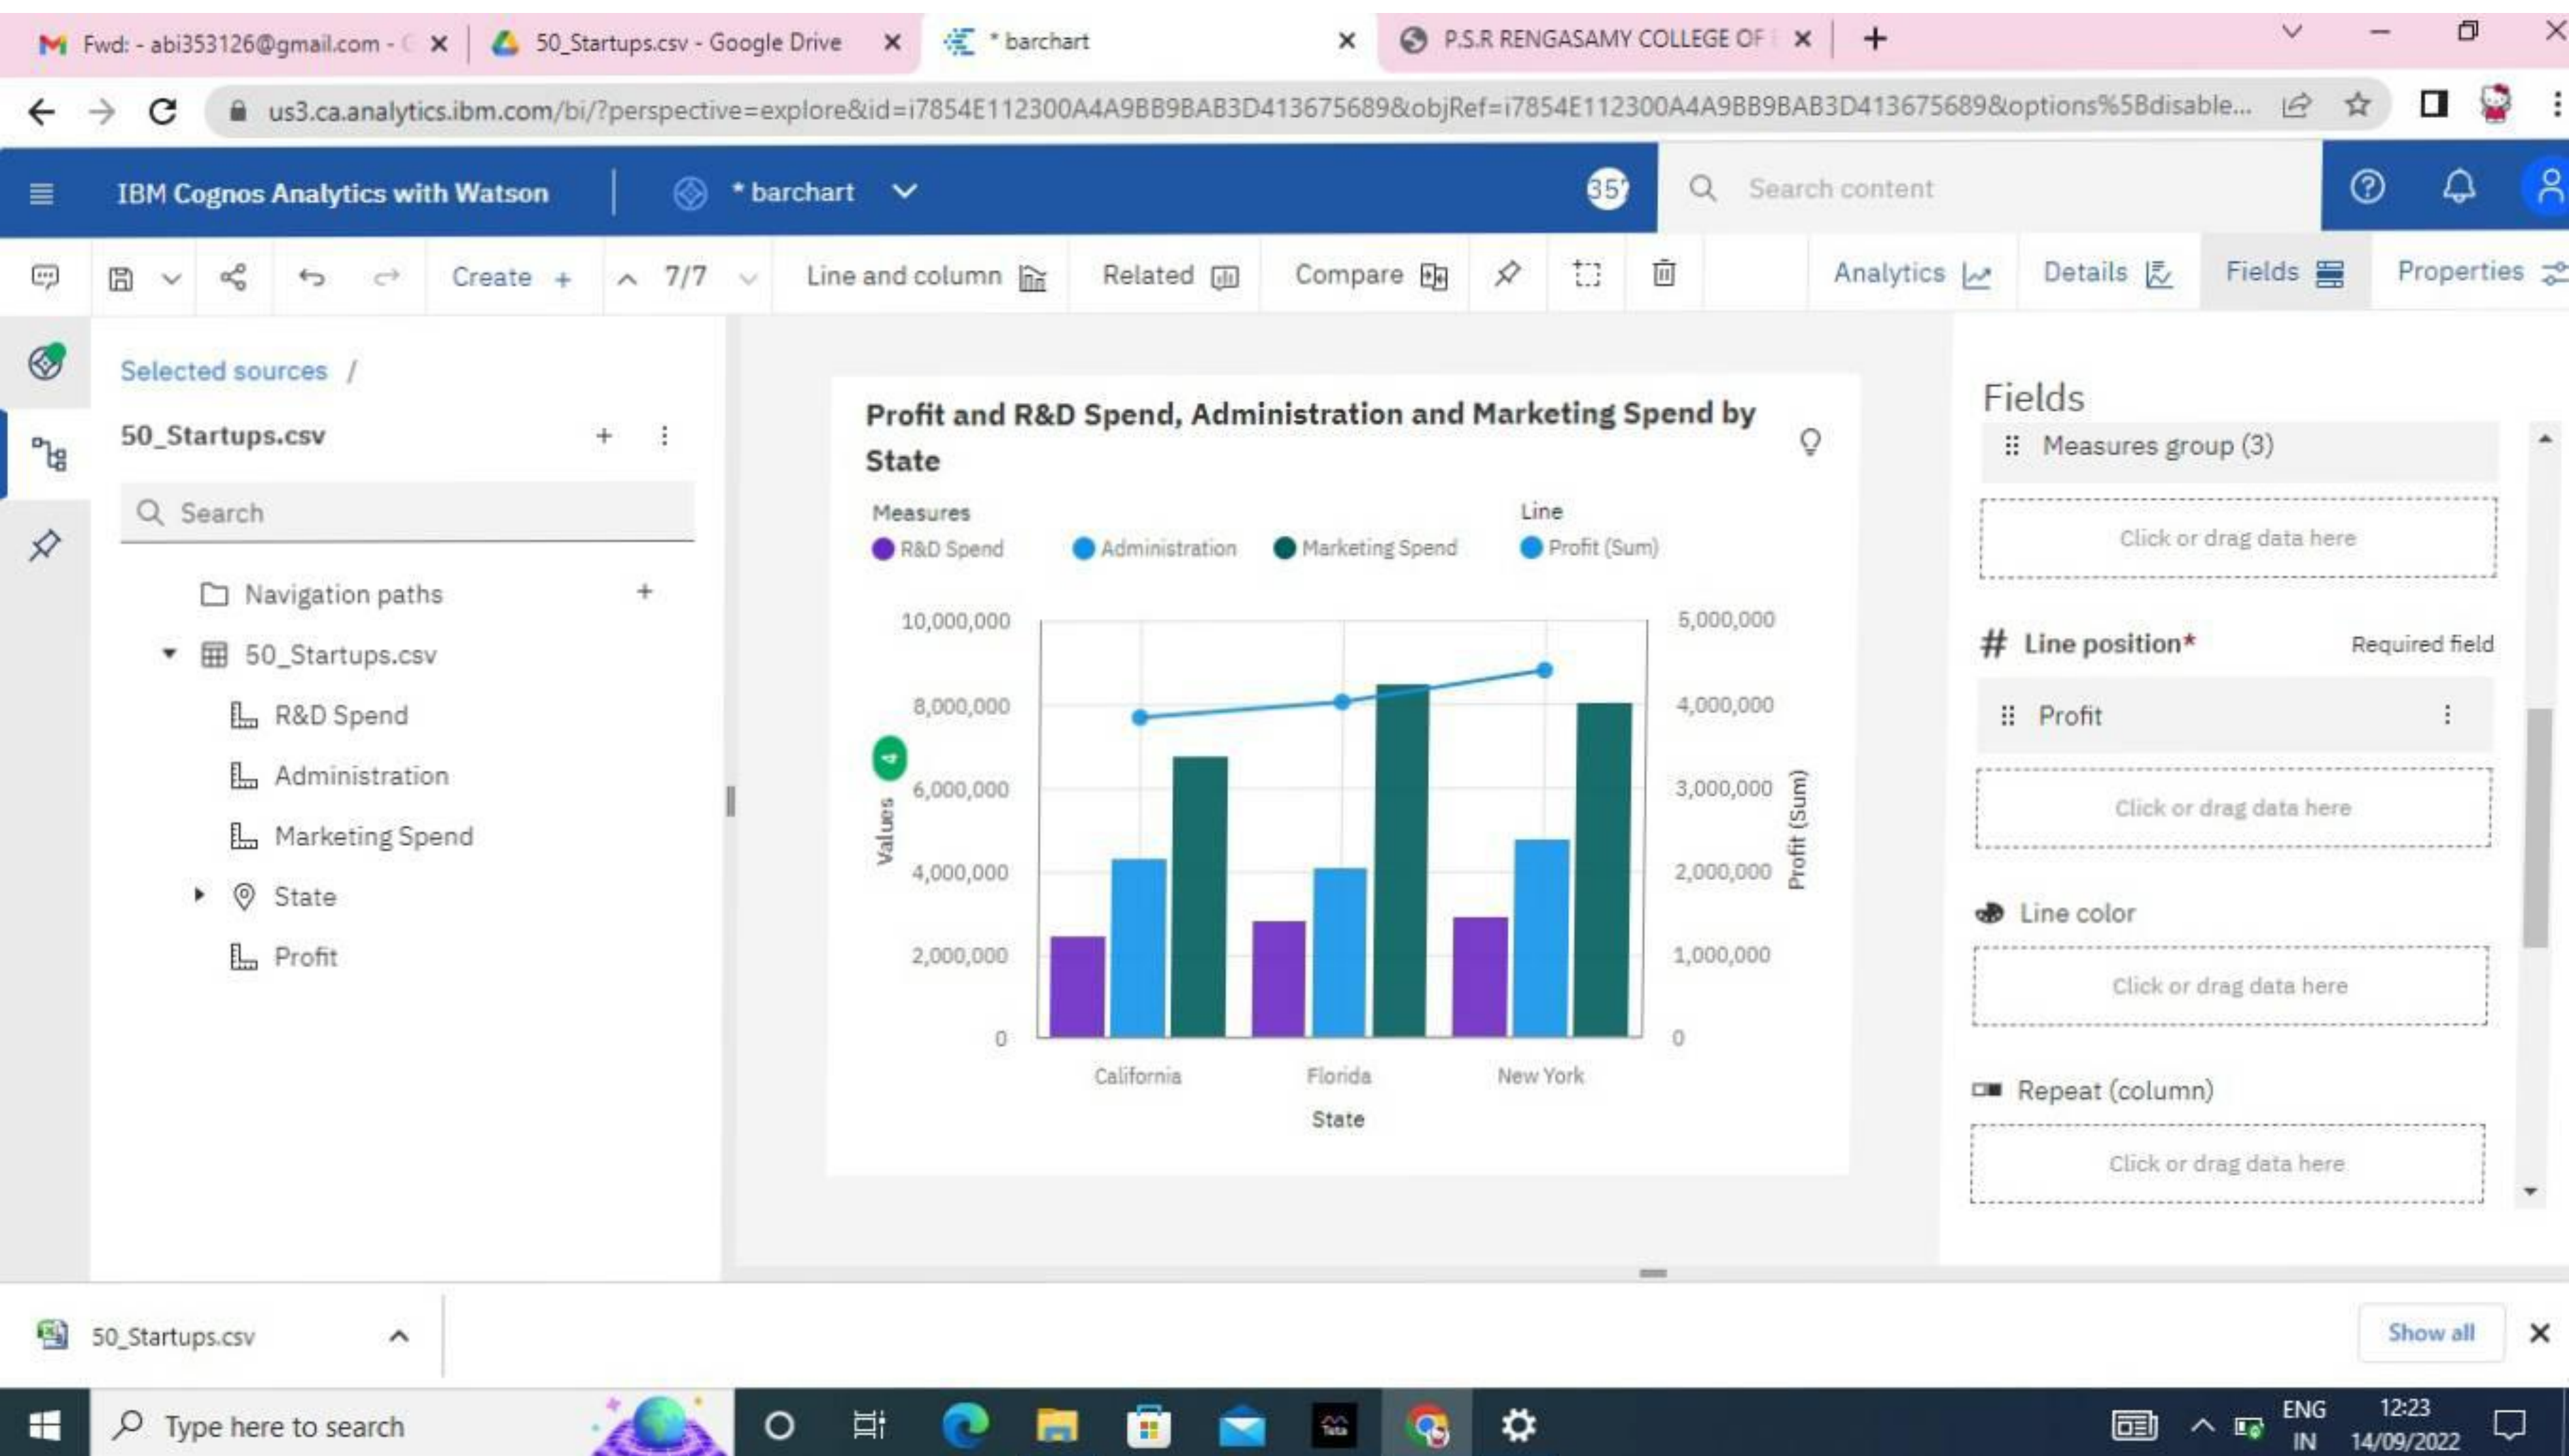 Fwd: - abi353126@gmail.com -
50_Startups.csv - Google Drive
* barchart
P.S.R RENGASAMY COLLEGE OF
us3.ca.analytics.ibm.com/bi/?perspective=explore&id=i7854E112300A4A9BB9BAB3D413675689&objRef=i7854E112300A4A9BB9BAB3D413675689&options%5Bdisable...
IBM Cognos Analytics with Watson
* barchart
Search content
Create +
7/7
Line and column
Related
Compare
Analytics
Details
Fields
Properties
Selected sources /
50_Startups.csv
Search
Navigation paths
50_Startups.csv
R&D Spend
Administration
Marketing Spend
State
Profit
Profit and R&D Spend, Administration and Marketing Spend by
State
Measures
Line
R&D Spend
Administration
Marketing Spend
Profit (Sum)
10,000,000
8,000,000
6,000,000
4,000,000
2,000,000
0
Values
4
5,000,000
4,000,000
3,000,000
2,000,000
1,000,000
0
Profit (Sum)
California
Florida
New York
State
Fields
Measures group (3)
Click or drag data here
# Line position*
Required field
Profit
Click or drag data here
Line color
Click or drag data here
Repeat (column)
Click or drag data here
50_Startups.csv
Show all
Type here to search
ENG
IN
12:23
14/09/2022